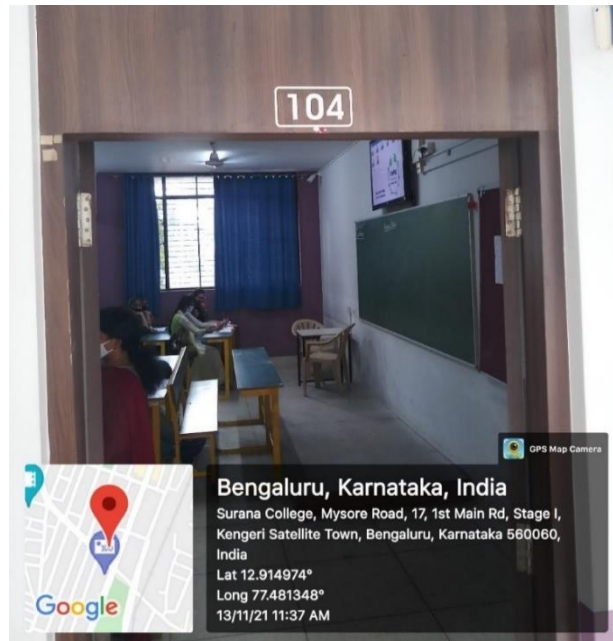 104
GPS Map Camera
Bengaluru, Karnataka, India
Surana College, Mysore Road, 17, 1st Main Rd, Stage I,
Kengeri Satellite Town, Bengaluru, Karnataka 560060,
India
Lat 12.914974°
Long 77.481348°
13/11/21 11:37 AM
Google